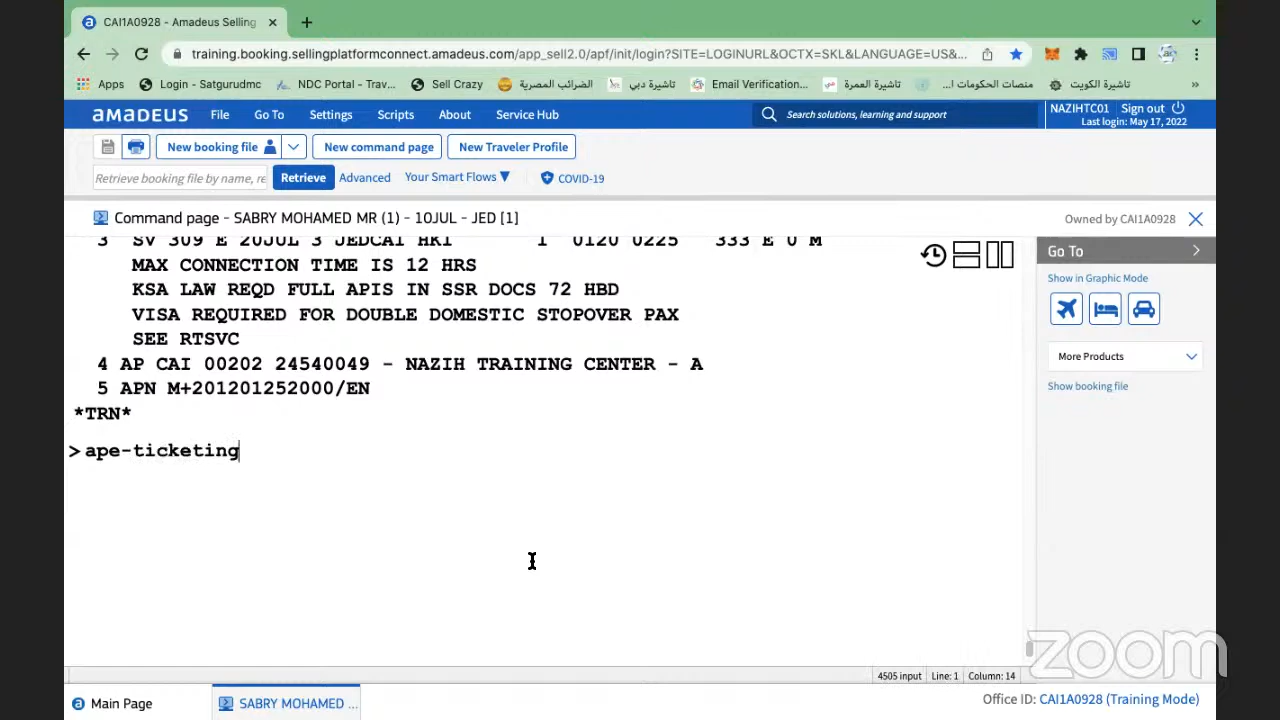 CAI1A0928 - Amadeus Selling
training.booking.sellingplatformconnect.amadeus.com/app_sell2.0/apf/init/login?SITE=LOGINURL&OCTX=SKL&LANGUAGE=US&...
Apps Login - Satgurudmc NDC Portal - Trav... Sell Crazy الضرائب المصرية تاشيرة دبي Email Verification... تاشيرة العمرة منصات الحكومات ا... تاشيرة الكويت »
amadeus File Go To Settings Scripts About Service Hub Search solutions, learning and support NAZIHTC01 Sign out
Last login: May 17, 2022
New booking file New command page New Traveler Profile
Retrieve booking file by name, re Retrieve Advanced Your Smart Flows COVID-19
Command page - SABRY MOHAMED MR (1) - 10JUL - JED [1] Owned by CAI1A0928
3 SV 309 E 20JUL 3 JEDCAI HK1 1 0120 0225 333 E 0 M
MAX CONNECTION TIME IS 12 HRS
KSA LAW REQD FULL APIS IN SSR DOCS 72 HBD
VISA REQUIRED FOR DOUBLE DOMESTIC STOPOVER PAX
SEE RTSVC
4 AP CAI 00202 24540049 - NAZIH TRAINING CENTER - A
5 APN M+201201252000/EN
*TRN*
> ape-ticketing
Go To
Show in Graphic Mode
More Products
Show booking file
zoom
4505 input Line: 1 Column: 14
Main Page SABRY MOHAMED ... Office ID: CAI1A0928 (Training Mode)